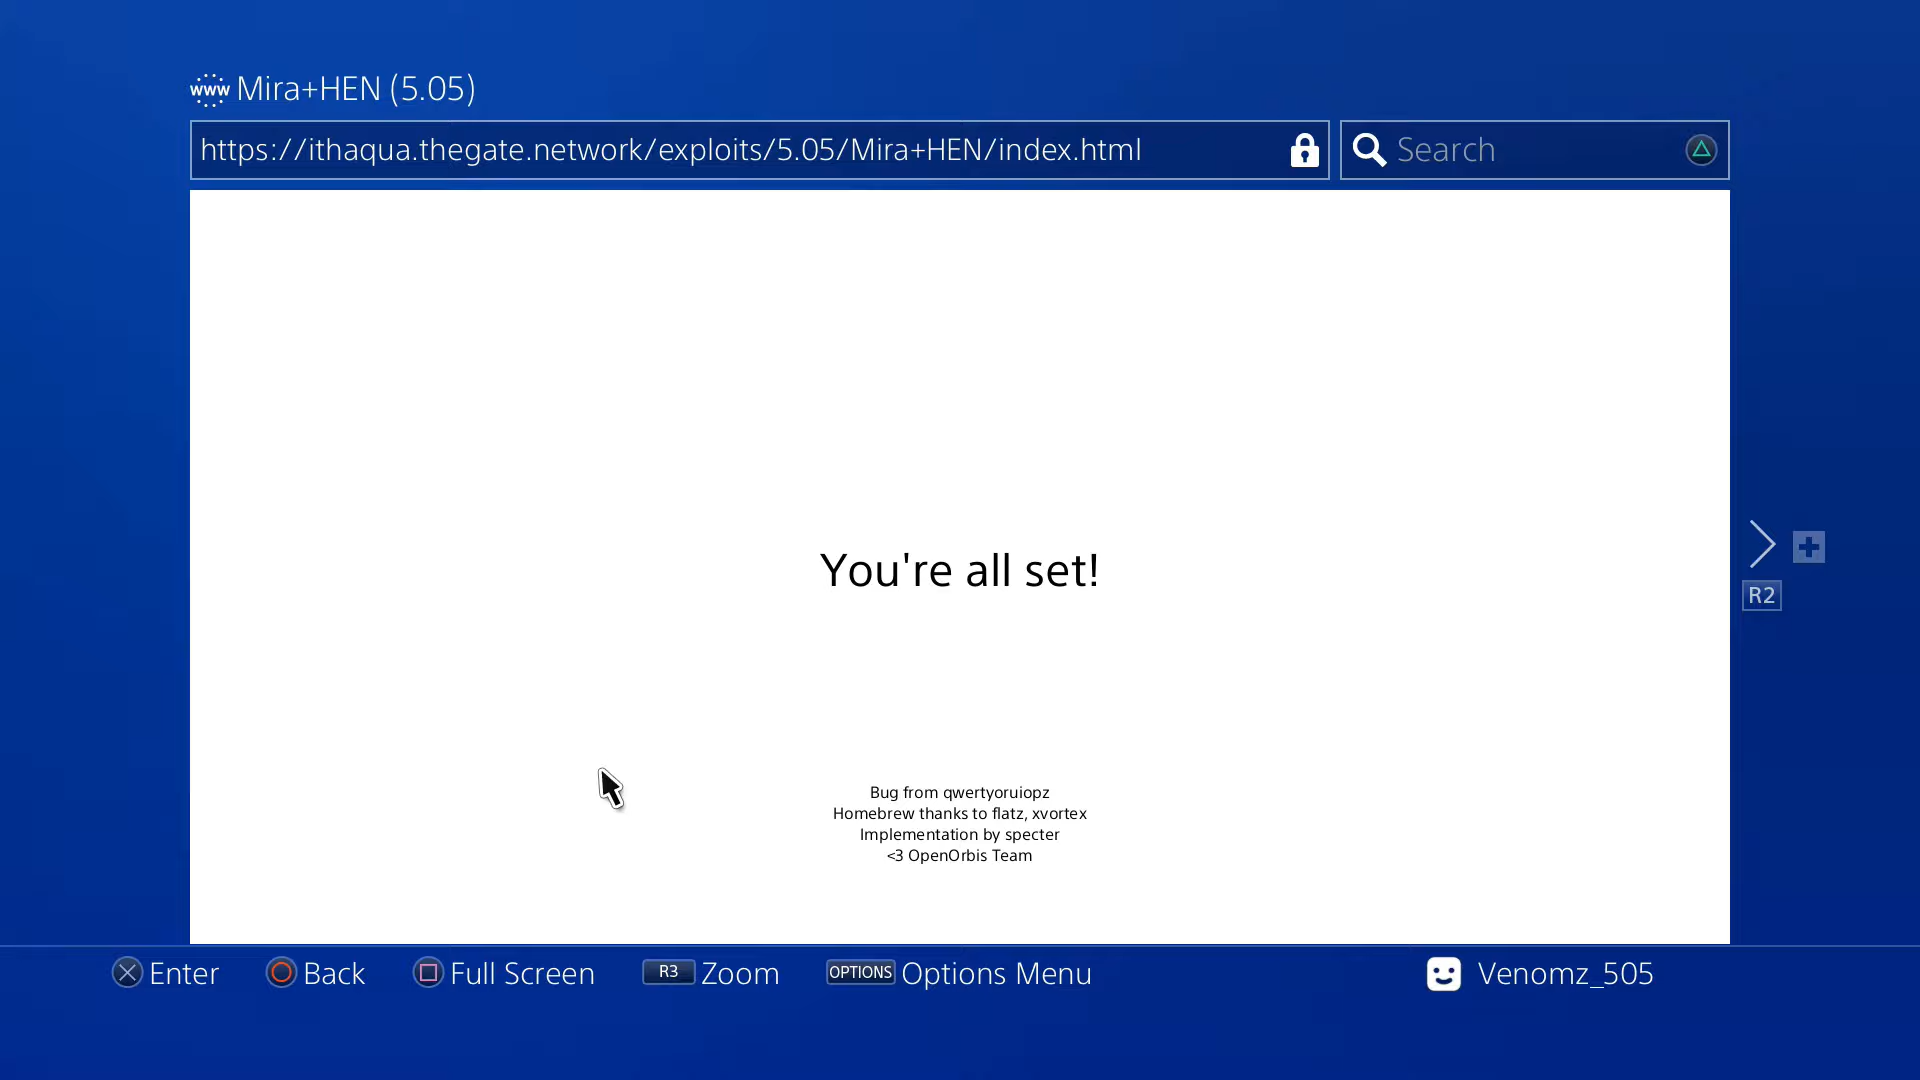 www Mira+HEN (5.05)
https://ithaqua.thegate.network/exploits/5.05/Mira+HEN/index.html
Search
You're all set!
R2
Bug from qwertyoruiopz
Homebrew thanks to flatz, xvortex
Implementation by specter
<3 OpenOrbis Team
Enter Back Full Screen R3 Zoom OPTIONS Options Menu Venomz_505